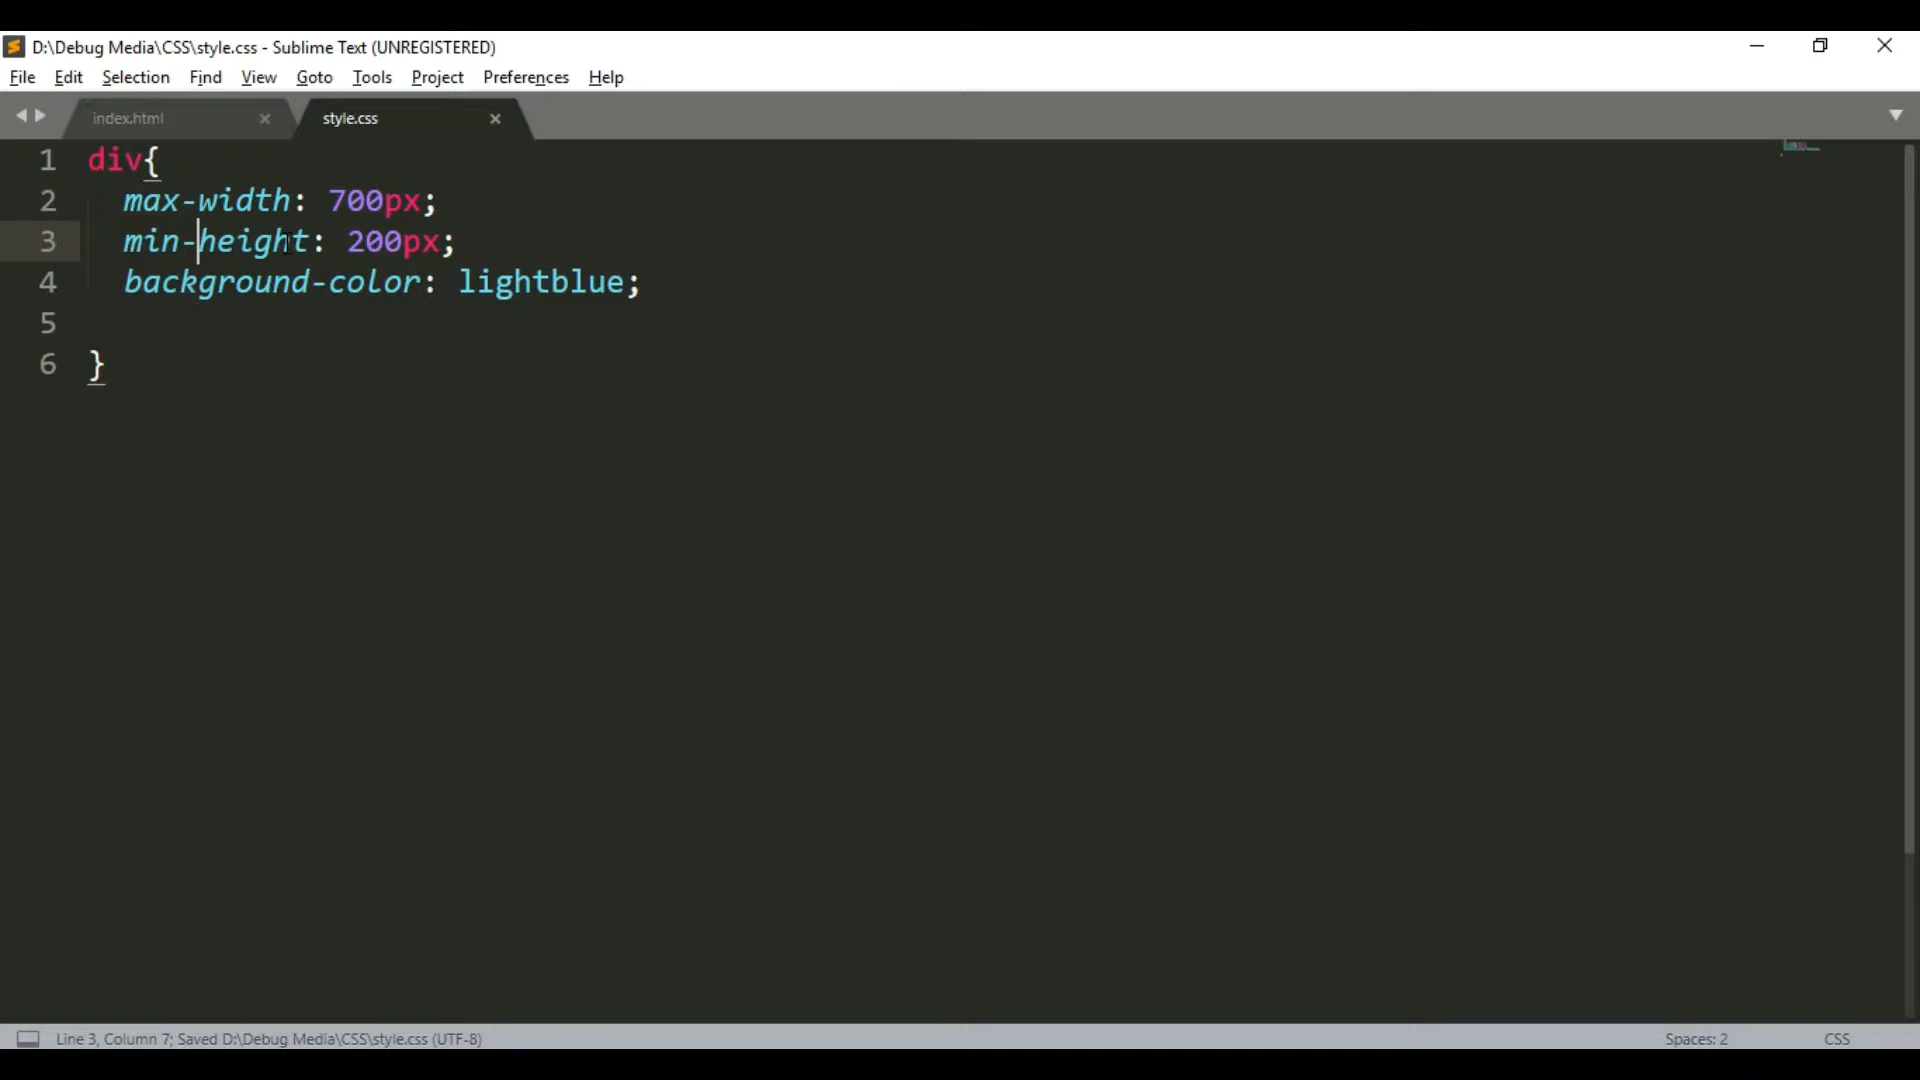 D:\Debug Media\CSS\style.css - Sublime Text (UNREGISTERED)
File Edit Selection Find View Goto Tools Project Preferences Help
index.html style.css
1 div{
2 max-width: 700px;
3 min-height: 200px;
4 background-color: lightblue;
5
6 }
Line 3, Column 7; Saved D:\Debug Media\CSS\style.css (UTF-8) Spaces: 2 CSS